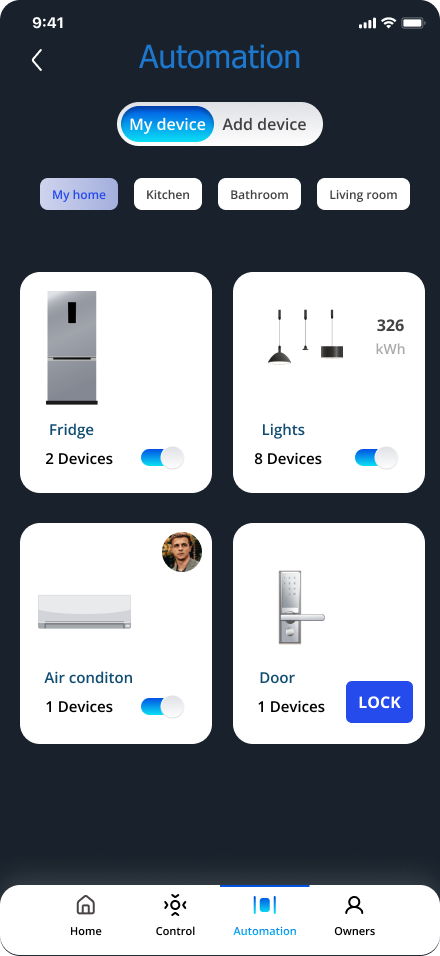 9:41
Automation
My device Add device
My home Kitchen Bathroom Living room
326
kWh
Fridge
2 Devices
Lights
8 Devices
Air conditon
1 Devices
Door
1 Devices
LOCK
Home Control Automation Owners